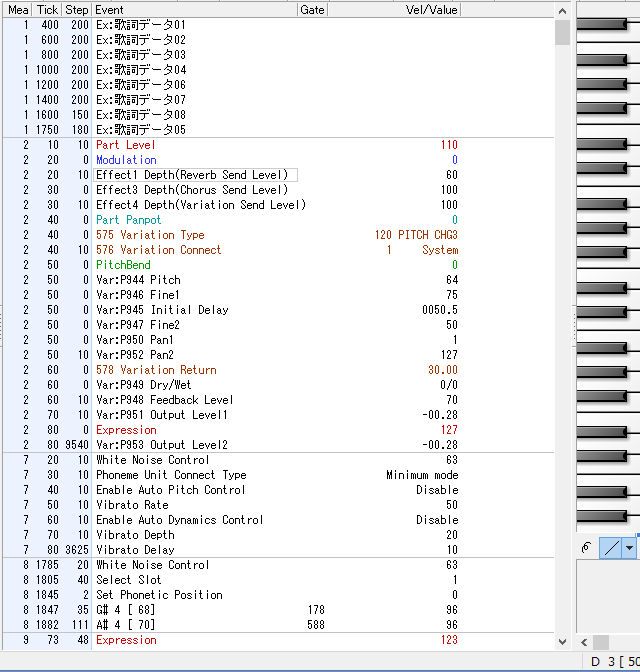 Mea Tick Step Event Gate Vel/Value
1 400 200 Ex:歌詞データ01
1 600 200 Ex:歌詞データ02
1 800 200 Ex:歌詞データ03
1 1000 200 Ex:歌詞データ04
1 1200 200 Ex:歌詞データ06
1 1400 200 Ex:歌詞データ07
1 1600 150 Ex:歌詞データ08
1 1750 180 Ex:歌詞データ05
2 10 10 Part Level 110
2 20 0 Modulation 0
2 20 10 Effect1 Depth(Reverb Send Level) 60
2 30 0 Effect3 Depth(Chorus Send Level) 100
2 30 10 Effect4 Depth(Variation Send Level) 100
2 40 0 Part Panpot 0
2 40 0 575 Variation Type 120 PITCH CHG3
2 40 10 576 Variation Connect 1 System
2 50 0 PitchBend 0
2 50 0 Var:P944 Pitch 64
2 50 0 Var:P946 Fine1 75
2 50 0 Var:P945 Initial Delay 0050.5
2 50 0 Var:P947 Fine2 50
2 50 0 Var:P950 Pan1 1
2 50 10 Var:P952 Pan2 127
2 60 0 578 Variation Return 30.00
2 60 0 Var:P949 Dry/Wet 0/0
2 60 10 Var:P948 Feedback Level 70
2 70 10 Var:P951 Output Level1 -00.28
2 80 0 Expression 127
2 80 9540 Var:P953 Output Level2 -00.28
7 20 10 White Noise Control 63
7 30 10 Phoneme Unit Connect Type Minimum mode
7 40 10 Enable Auto Pitch Control Disable
7 50 10 Vibrato Rate 50
7 60 10 Enable Auto Dynamics Control Disable
7 70 10 Vibrato Depth 20
7 80 3625 Vibrato Delay 10
8 1785 20 White Noise Control 63
8 1805 40 Select Slot 1
8 1845 2 Set Phonetic Position 0
8 1847 35 G# 4 [ 68] 178 96
8 1882 111 A# 4 [ 70] 588 96
9 73 48 Expression 123
D 3 [ 50